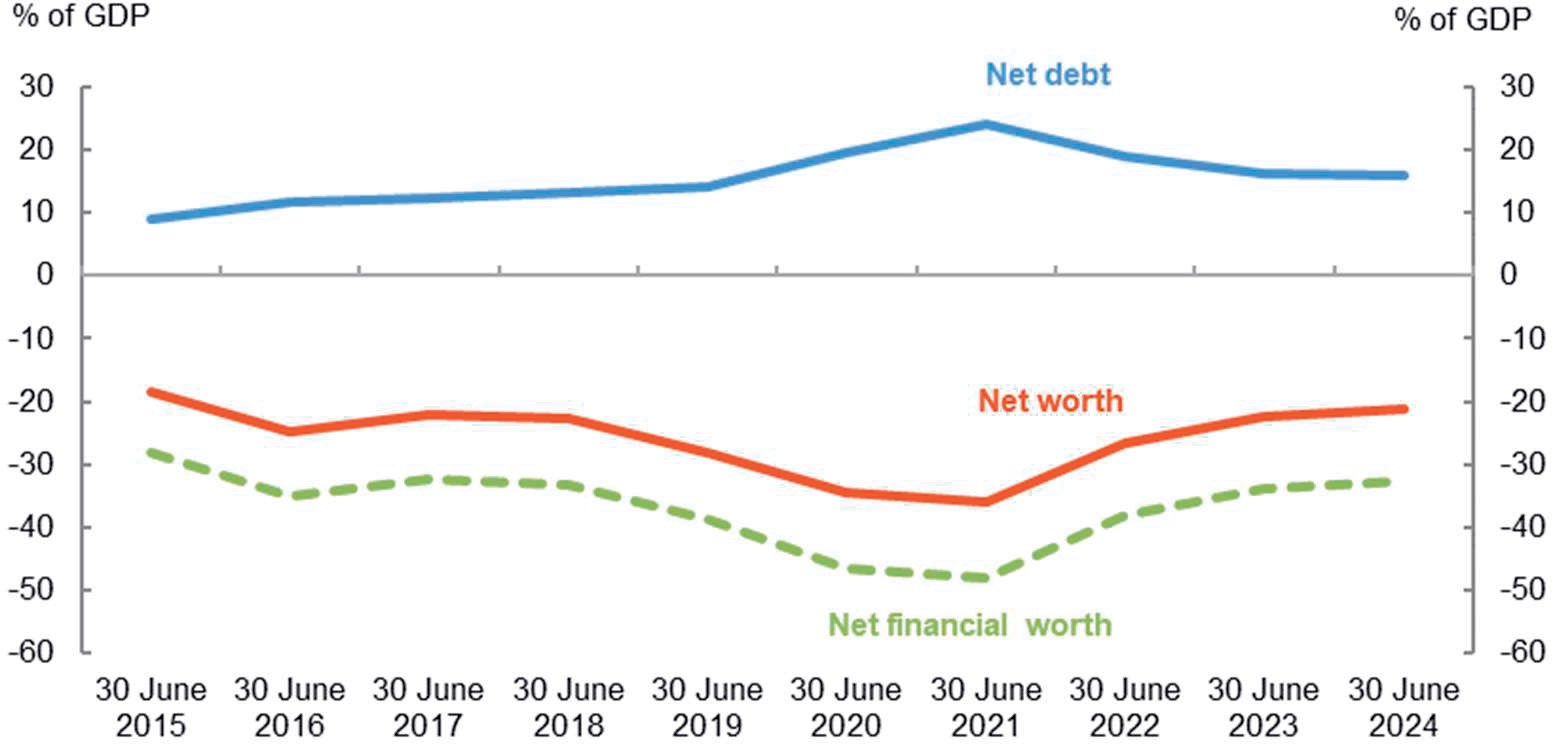 % of GDP % of GDP
Net debt
30 30
20 20
10 10
0 0
-10 -10
Net worth
-20 -20
-30 -30
-40 -40
-50 -50
Net financial worth
-60 -60
30 June 30 June 30 June 30 June 30 June 30 June 30 June 30 June 30 June 30 June
2015 2016 2017 2018 2019 2020 2021 2022 2023 2024